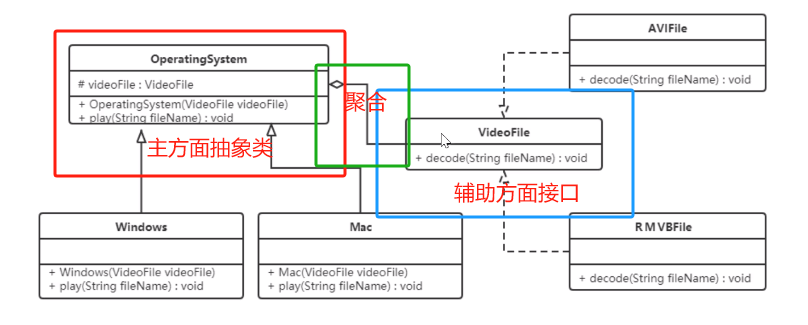 OperatingSystem
# videoFile : VideoFile
+ OperatingSystem(VideoFile videoFile)
+ play(String fileName) : void
主方面抽象类
聚合
AVIFile
+ decode(String fileName) : void
VideoFile
+ decode(String fileName) : void
辅助方面接口
Windows
+ Windows(VideoFile videoFile)
+ play(String fileName) : void
Mac
+ Mac(VideoFile videoFile)
+ play(String fileName) : void
RMVBFile
+ decode(String fileName) : void